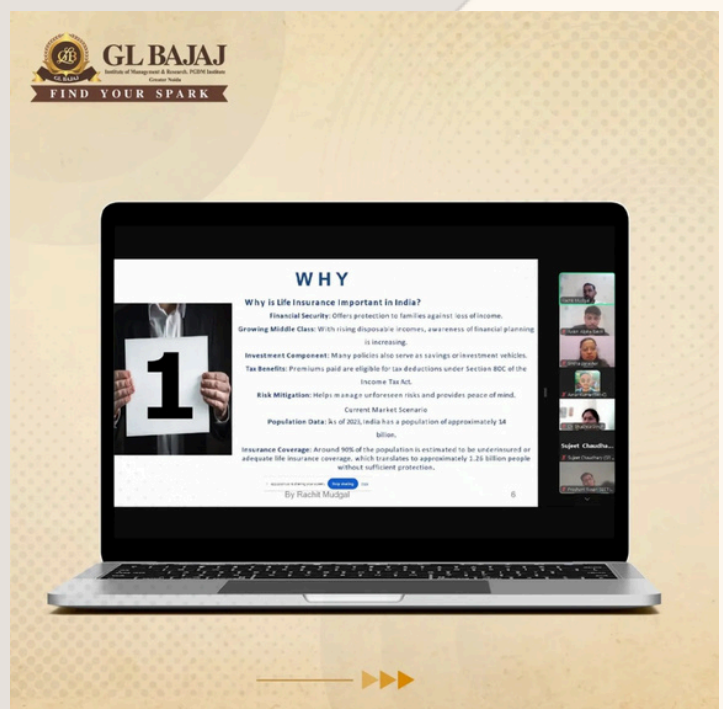 GL BAJAJ
Institute of Management & Research, PGDM Institute
Greater Noida
GL BAJAJ
FIND YOUR SPARK
WHY
Why is Life Insurance Important in India?
Financial Security: Offers protection to families against loss of income.
Growing Middle Class: With rising disposable incomes, awareness of financial planning
is increasing.
Investment Component: Many policies also serve as savings or investment vehicles.
Tax Benefits: Premiums paid are eligible for tax deductions under Section 80C of the
Income Tax Act.
Risk Mitigation: Helps manage unforeseen risks and provides peace of mind.
Current Market Scenario
Population Data: As of 2023, India has a population of approximately 14
billion.
Insurance Coverage: Around 90% of the population is estimated to be underinsured or
adequate life insurance coverage, which translates to approximately 1.26 billion people
without sufficient protection.
1
Stop sharing
By Rachit Mudgal
6
Rachit Mudgal
Sujeet Chaudha...